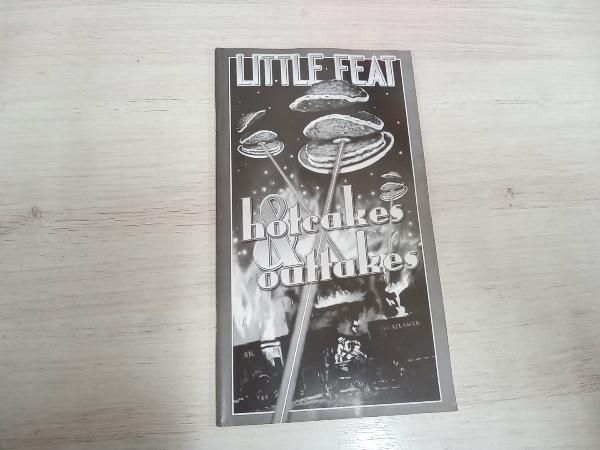 LITTLE FEAT
hotcakes
&
outtakes
ATLANTA